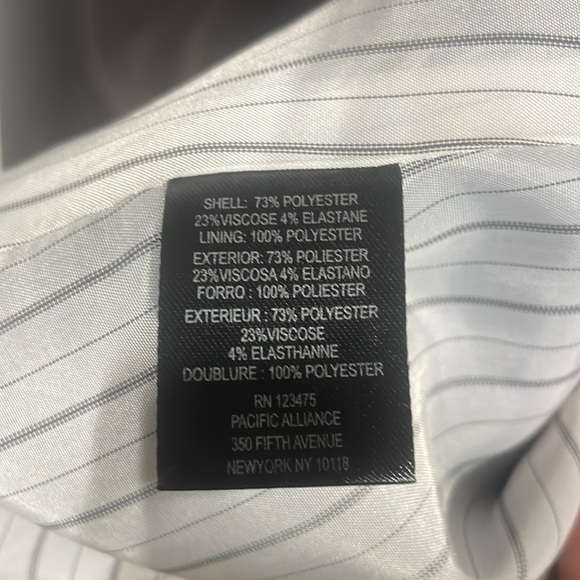 SHELL: 73% POLYESTER
23%VISCOSE 4% ELASTANE
LINING: 100% POLYESTER
EXTERIOR: 73% POLIESTER
23%VISCOSA 4% ELASTANO
FORRO : 100% POLIESTER
EXTERIEUR : 73% POLYESTER
23%VISCOSE
4% ELASTHANNE
DOUBLURE : 100% POLYESTER
RN 123475
PACIFIC ALLIANCE
350 FIFTH AVENUE
NEWYORK NY 10118